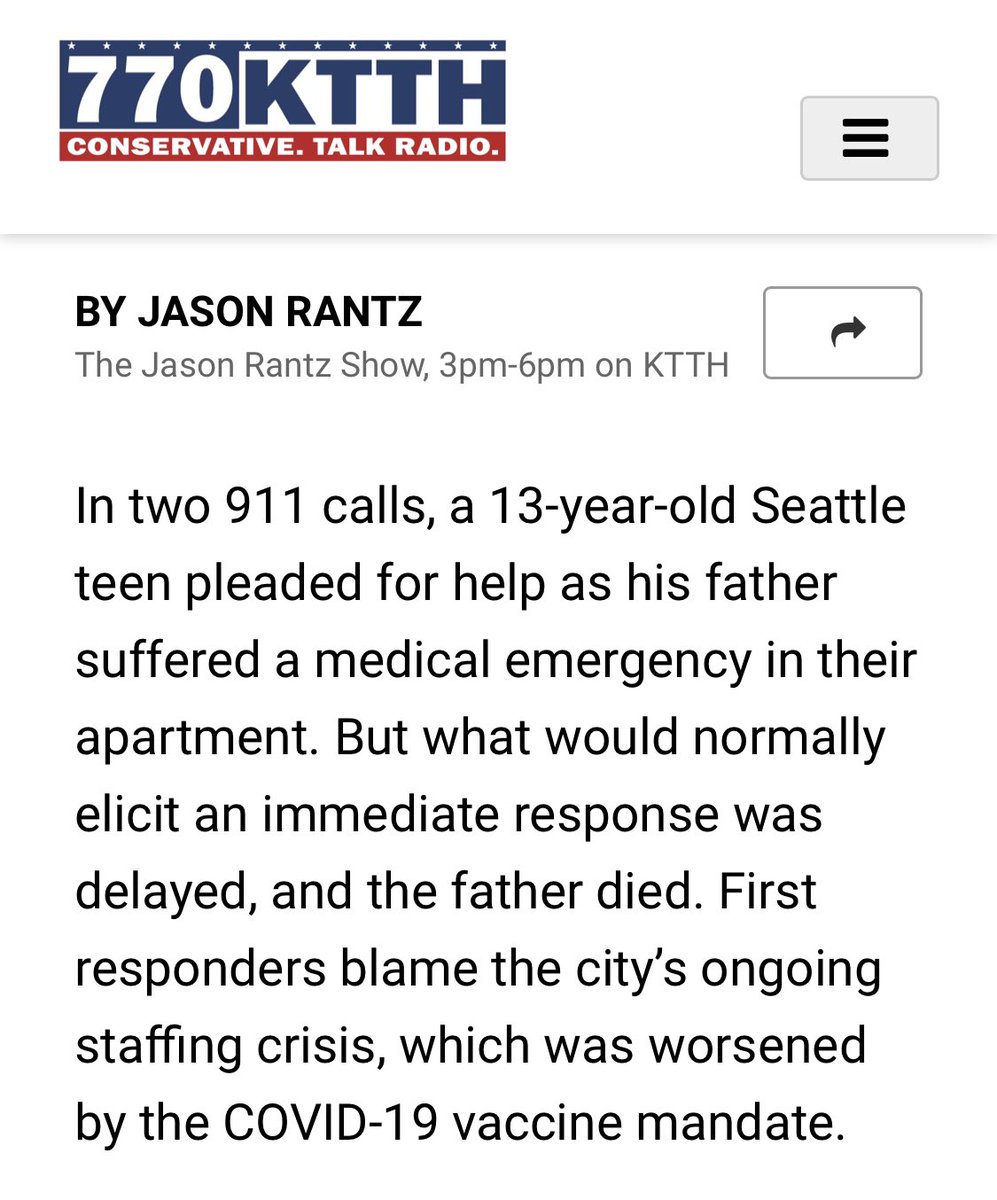 770 KTTH
CONSERVATIVE. TALK RADIO.
BY JASON RANTZ
The Jason Rantz Show, 3pm-6pm on KTTH
In two 911 calls, a 13-year-old Seattle
teen pleaded for help as his father
suffered a medical emergency in their
apartment. But what would normally
elicit an immediate response was
delayed, and the father died. First
responders blame the city’s ongoing
staffing crisis, which was worsened
by the COVID-19 vaccine mandate.